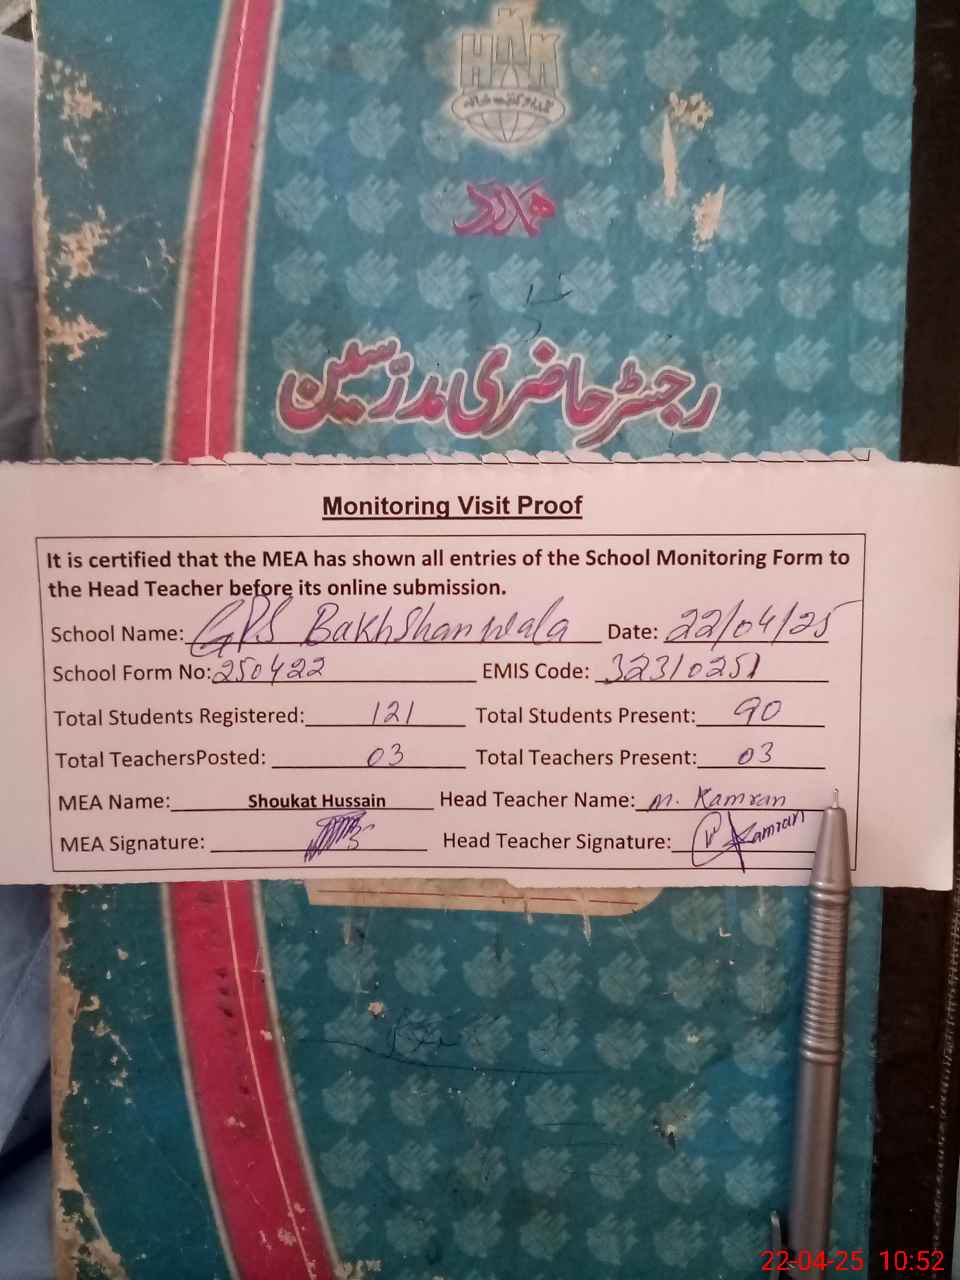 HAK
ہمدرد کتب خانہ
ہمدرد
رجسٹر حاضری مدرسین
Monitoring Visit Proof
It is certified that the MEA has shown all entries of the School Monitoring Form to
the Head Teacher before its online submission.
School Name: GPS Bakhshanwala Date: 22/04/25
School Form No: 250422 EMIS Code: 32310251
Total Students Registered: 121 Total Students Present: 90
Total TeachersPosted: 03 Total Teachers Present: 03
MEA Name: Shoukat Hussain Head Teacher Name: M. Kamran
MEA Signature: Head Teacher Signature: Kamran
22-04-25 10:52